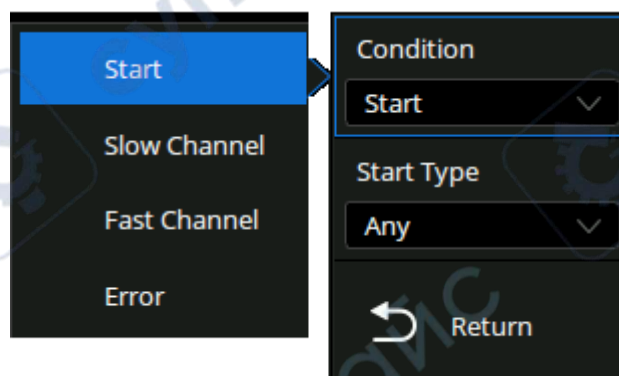 Start
Slow Channel
Fast Channel
Error
Condition
Start
Start Type
Any
Return